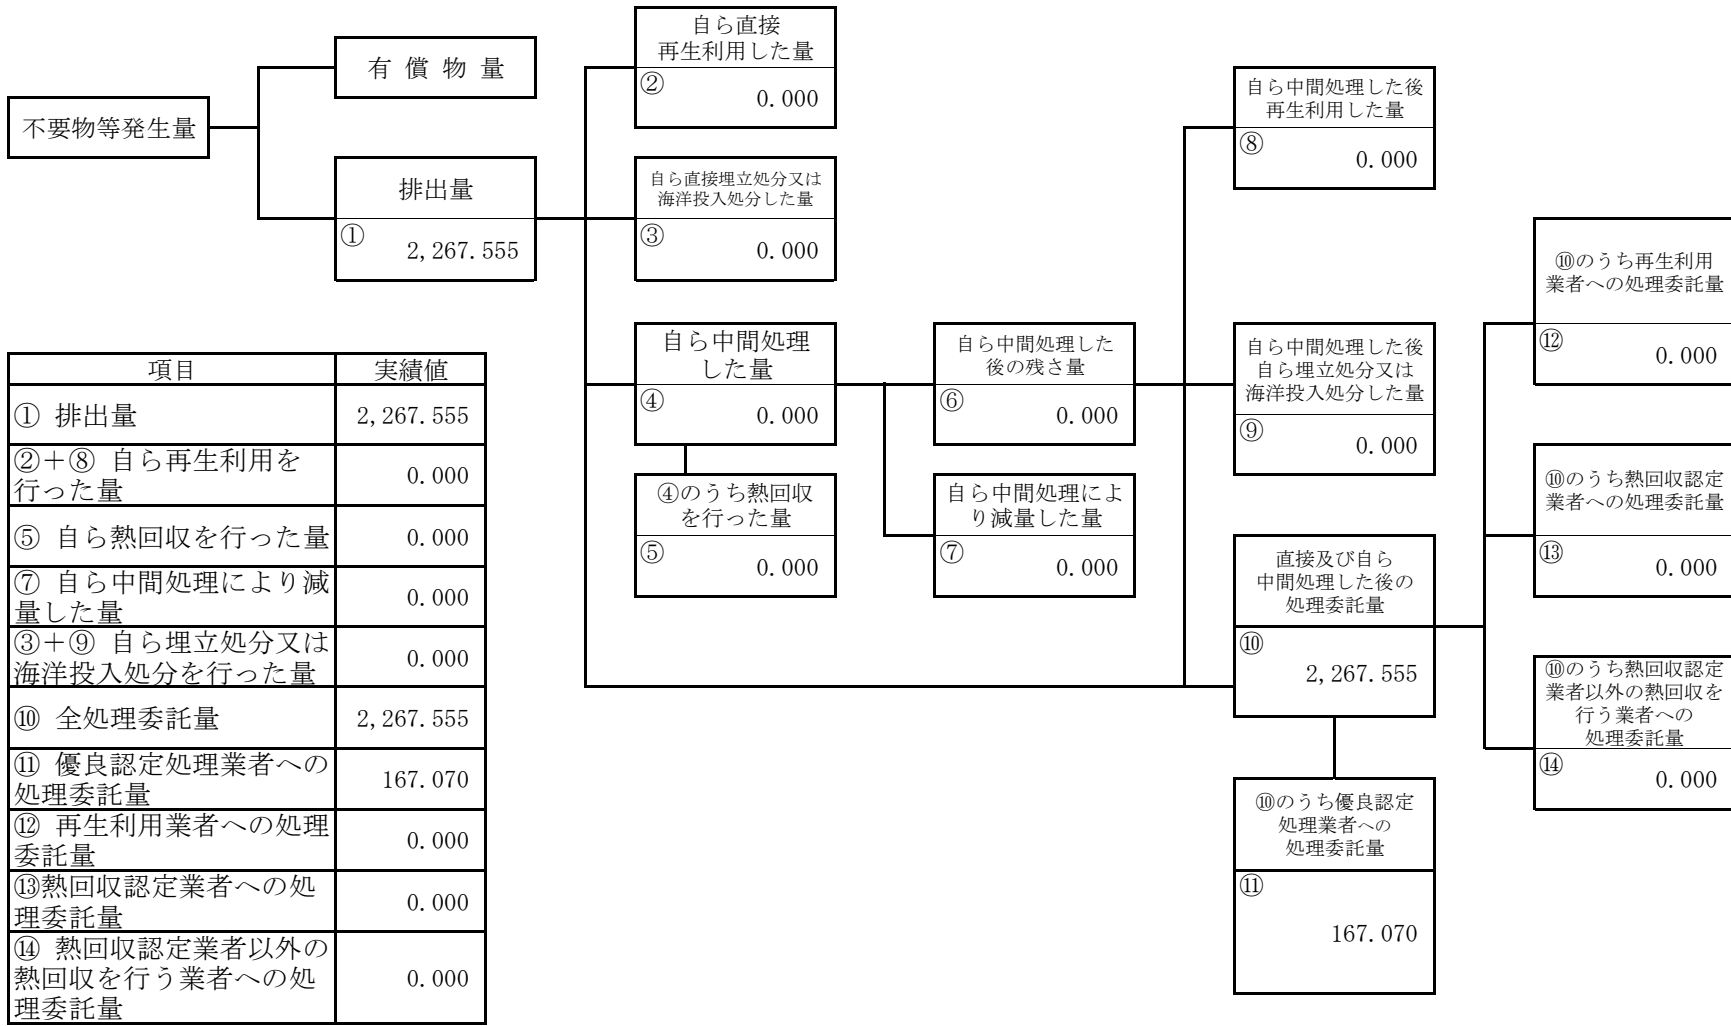 不要物等発生量
有 償 物 量
排出量
①
2,267.555
自ら直接
再生利用した量
②
0.000
自ら直接埋立処分又は
海洋投入処分した量
③
0.000
自ら中間処理
した量
④
0.000
④のうち熱回収
を行った量
⑤
0.000
自ら中間処理した
後の残さ量
⑥
0.000
自ら中間処理によ
り減量した量
⑦
0.000
自ら中間処理した後
再生利用した量
⑧
0.000
自ら中間処理した後
自ら埋立処分又は
海洋投入処分した量
⑨
0.000
直接及び自ら
中間処理した後の
処理委託量
⑩
2,267.555
⑩のうち優良認定
処理業者への
処理委託量
⑪
167.070
⑩のうち再生利用
業者への処理委託量
⑫
0.000
⑩のうち熱回収認定
業者への処理委託量
⑬
0.000
⑩のうち熱回収認定
業者以外の熱回収を
行う業者への
処理委託量
⑭
0.000
項目 実績値
① 排出量 2,267.555
②＋⑧ 自ら再生利用を
行った量 0.000
⑤ 自ら熱回収を行った量 0.000
⑦ 自ら中間処理により減
量した量 0.000
③＋⑨ 自ら埋立処分又は
海洋投入処分を行った量 0.000
⑩ 全処理委託量 2,267.555
⑪ 優良認定処理業者への
処理委託量 167.070
⑫ 再生利用業者への処理
委託量 0.000
⑬熱回収認定業者への処
理委託量 0.000
⑭ 熱回収認定業者以外の
熱回収を行う業者への処
理委託量 0.000